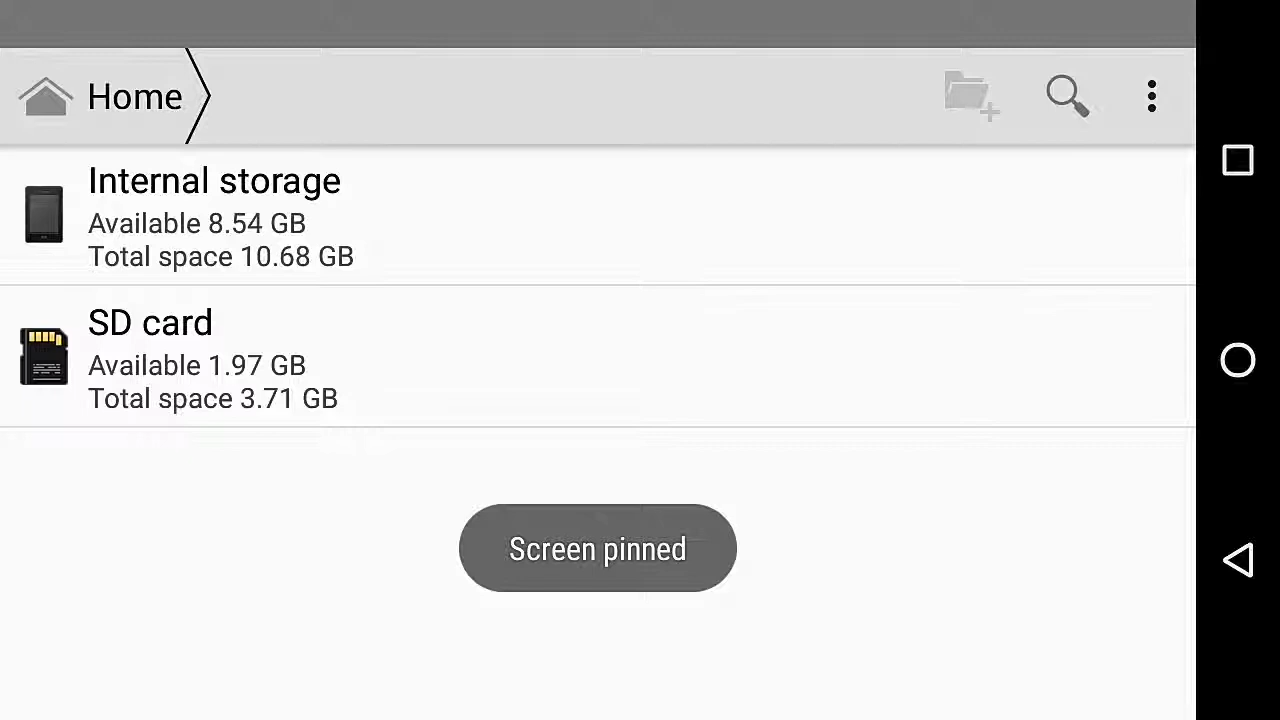 Home
Internal storage
Available 8.54 GB
Total space 10.68 GB
SD card
Available 1.97 GB
Total space 3.71 GB
Screen pinned